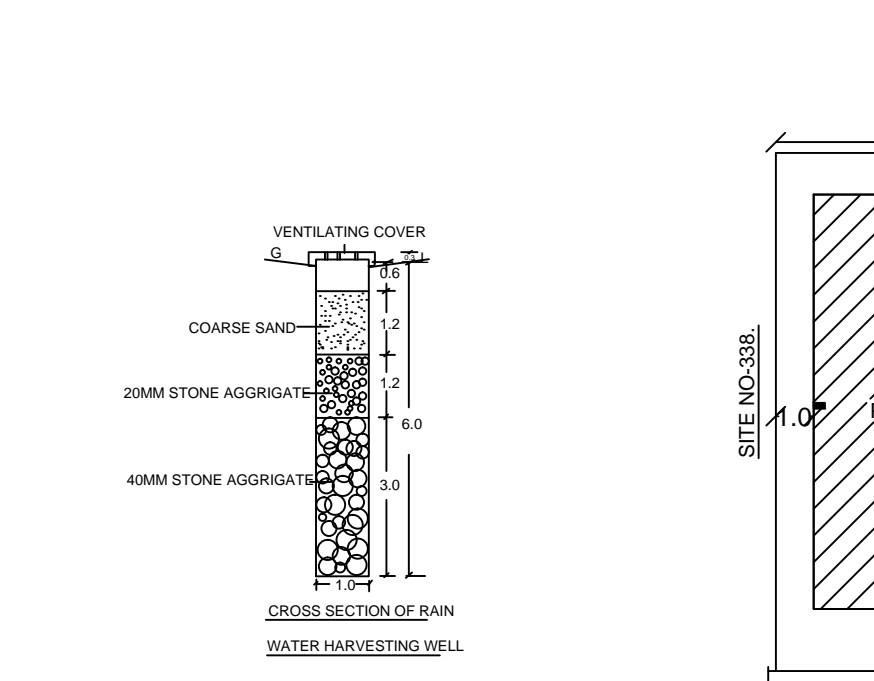 VENTILATING COVER
G
0.3
L
0.6
COARSE SAND
1.2
20MM STONE AGGRIGATE
1.2
6.0
40MM STONE AGGRIGATE
3.0
1.0
CROSS SECTION OF RAIN
WATER HARVESTING WELL
SITE NO-338.
1.0